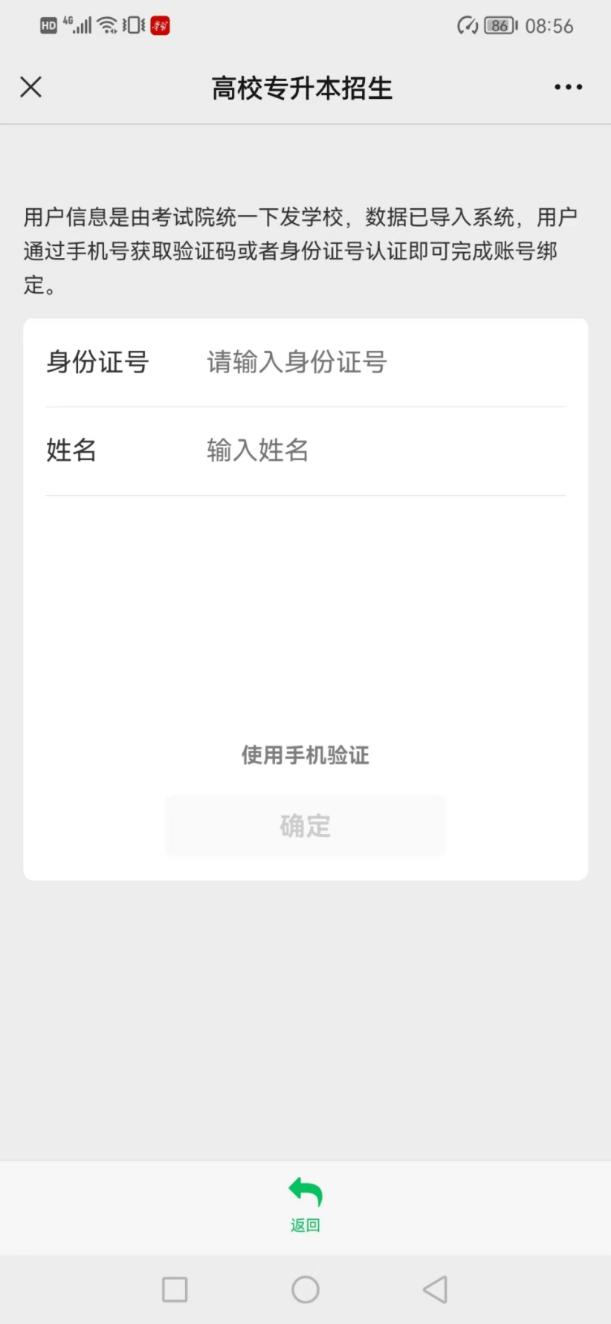 HD 4G 86 08:56
高校专升本招生
用户信息是由考试院统一下发学校，数据已导入系统，用户
通过手机号获取验证码或者身份证号认证即可完成账号绑
定。
身份证号 请输入身份证号
姓名 输入姓名
使用手机验证
确定
返回